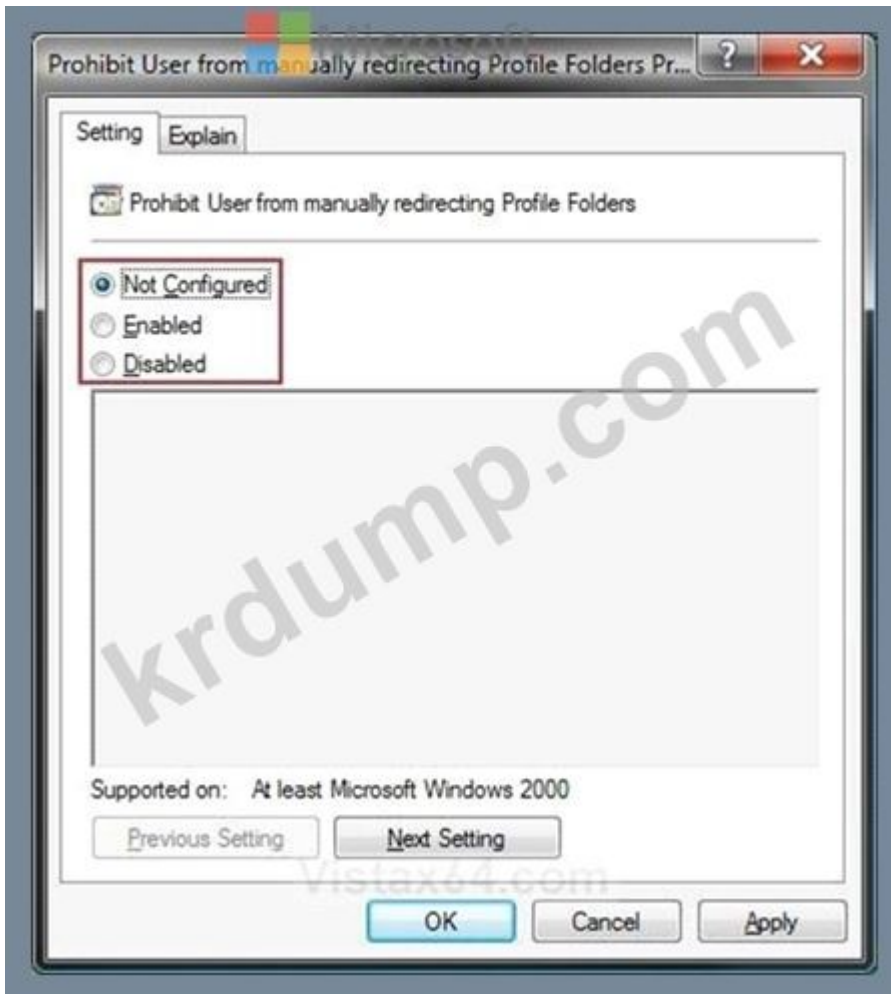 Microsoft
Prohibit User from manually redirecting Profile Folders Pr...
Setting
Explain
Prohibit User from manually redirecting Profile Folders
Not Configured
Enabled
Disabled
krdump.com
Supported on: At least Microsoft Windows 2000
Previous Setting
Next Setting
Vistax64.com
OK
Cancel
Apply